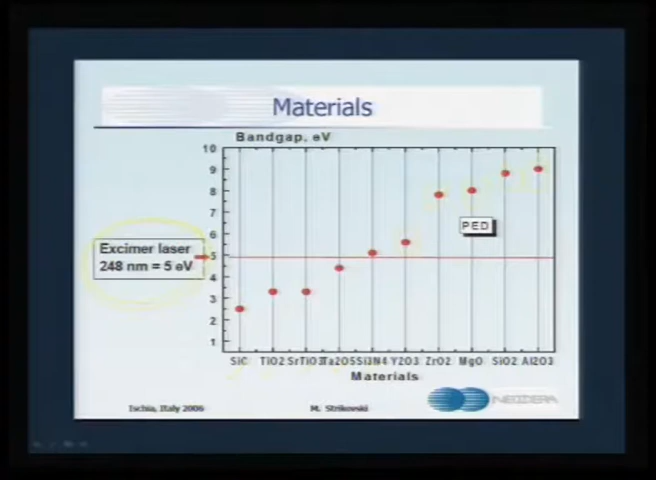 Materials
Bandgap, eV
10
9
8
7
6
5
4
3
2
1
Excimer laser
248 nm = 5 eV
PED
SiC TiO2 SrTiO3 Ta2O5 Si3N4 Y2O3 ZrO2 MgO SiO2 Al2O3
Materials
Ischia, Italy 2006
M. Strikovski
NEOCERA